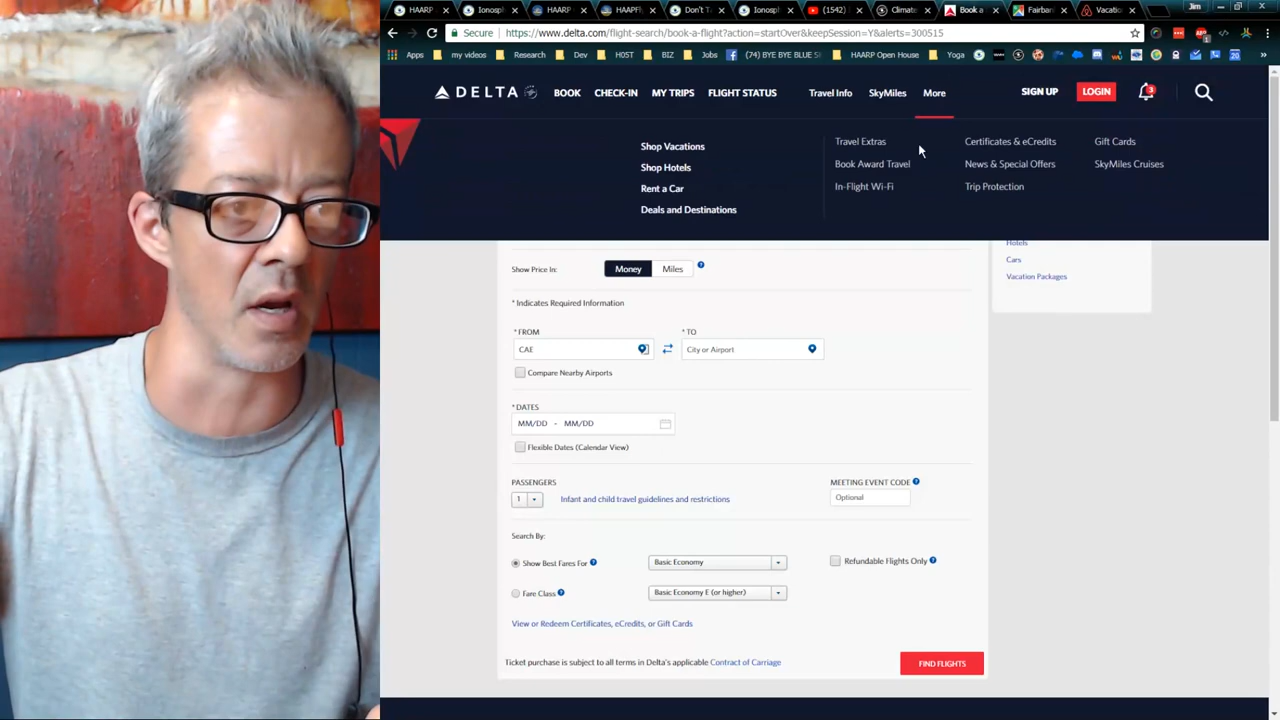 HAARP
Ionosph
HAARP
HAAPF
Don't T
Ionosph
(1542)
Climate
Book a
Fairban
Vacatio
Jim
Secure
https://www.delta.com/flight-search/book-a-flight?action=startOver&keepSession=Y&alerts=300515
Apps
my videos
Research
Dev
H05T
BIZ
Jobs
(74) BYE BYE BLUE S
HAARP Open House
Yoga
DELTA
BOOK
CHECK-IN
MY TRIPS
FLIGHT STATUS
Travel Info
SkyMiles
More
SIGN UP
LOGIN
3
Shop Vacations
Shop Hotels
Rent a Car
Deals and Destinations
Travel Extras
Book Award Travel
In-Flight Wi-Fi
Certificates & eCredits
News & Special Offers
Trip Protection
Gift Cards
SkyMiles Cruises
Hotels
Cars
Vacation Packages
Show Price In:
Money
Miles
* Indicates Required Information
* FROM
CAE
* TO
City or Airport
Compare Nearby Airports
* DATES
MM/DD - MM/DD
Flexible Dates (Calendar View)
PASSENGERS
1
Infant and child travel guidelines and restrictions
MEETING EVENT CODE
Optional
Search By:
Show Best Fares For
Basic Economy
Refundable Flights Only
Fare Class
Basic Economy E (or higher)
View or Redeem Certificates, eCredits, or Gift Cards
Ticket purchase is subject to all terms in Delta's applicable Contract of Carriage
FIND FLIGHTS